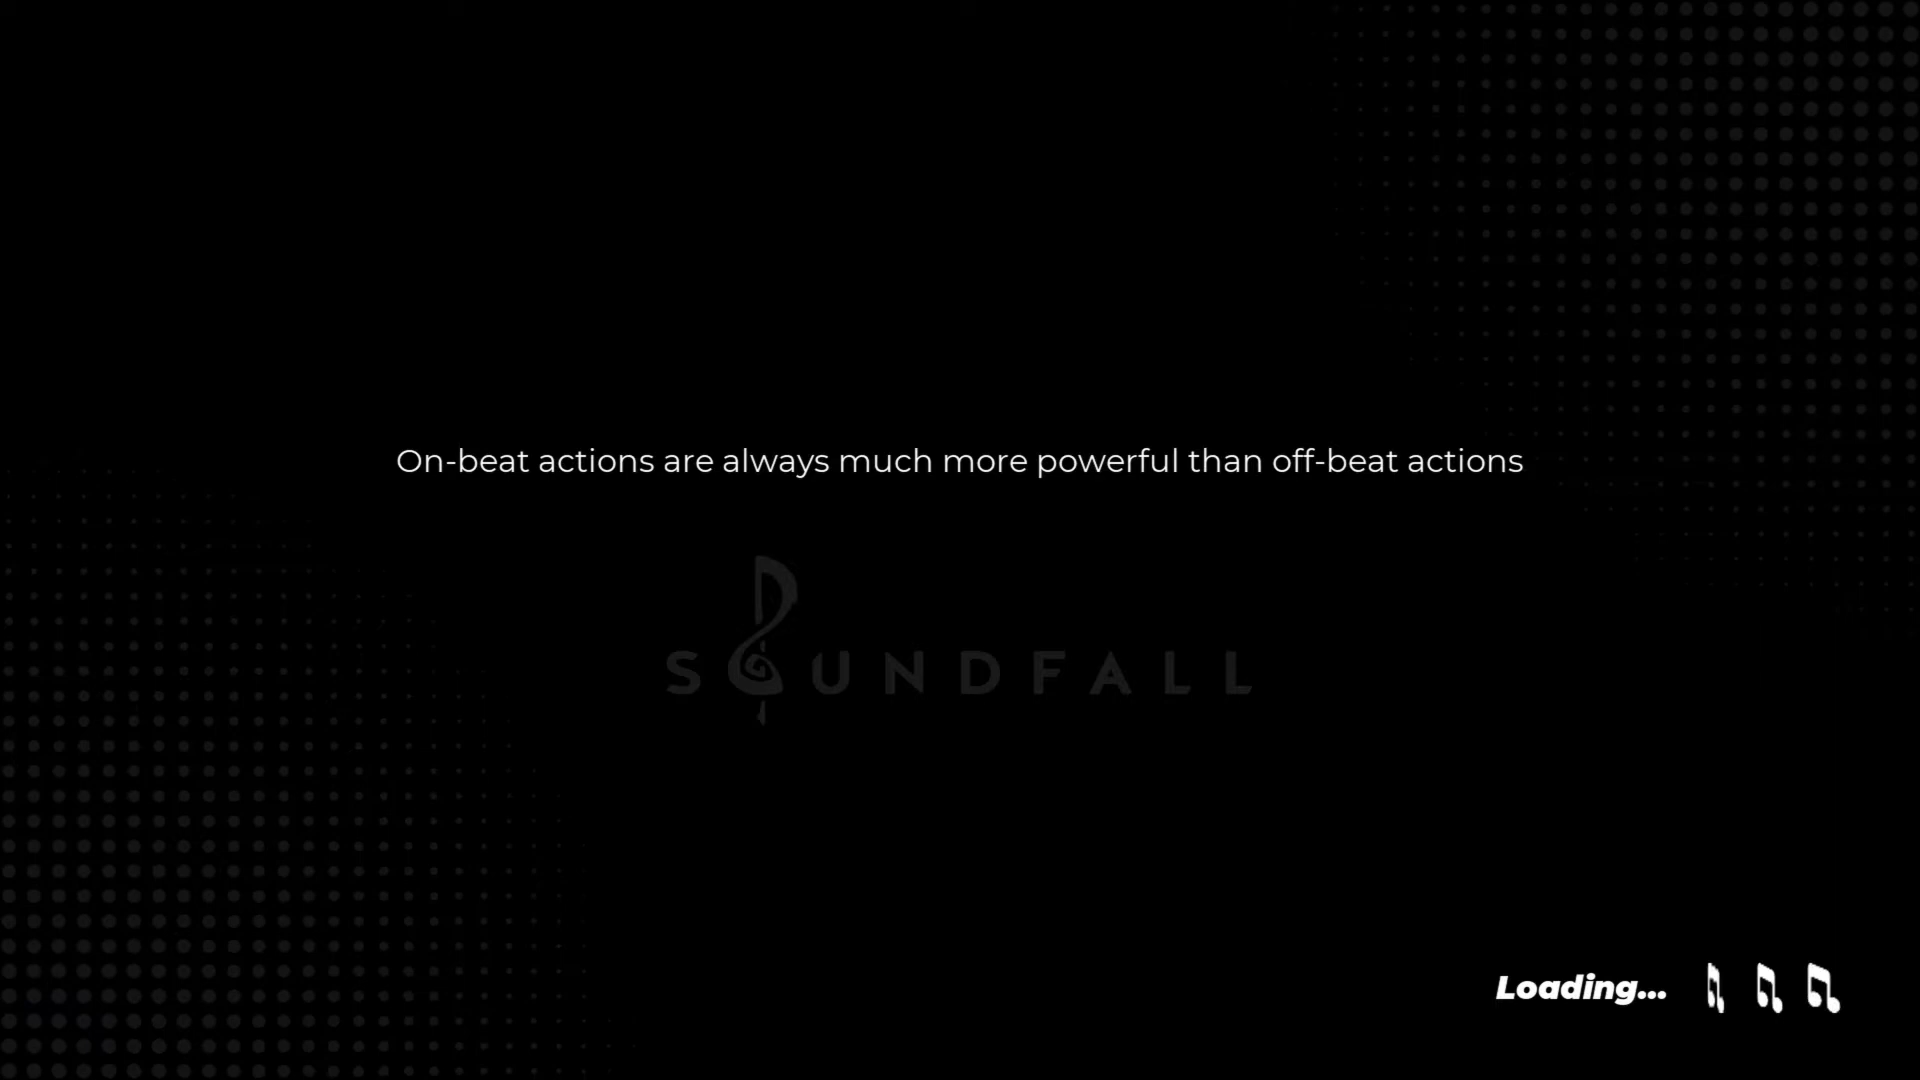 On-beat actions are always much more powerful than off-beat actions
SOUNDFALL
Loading...